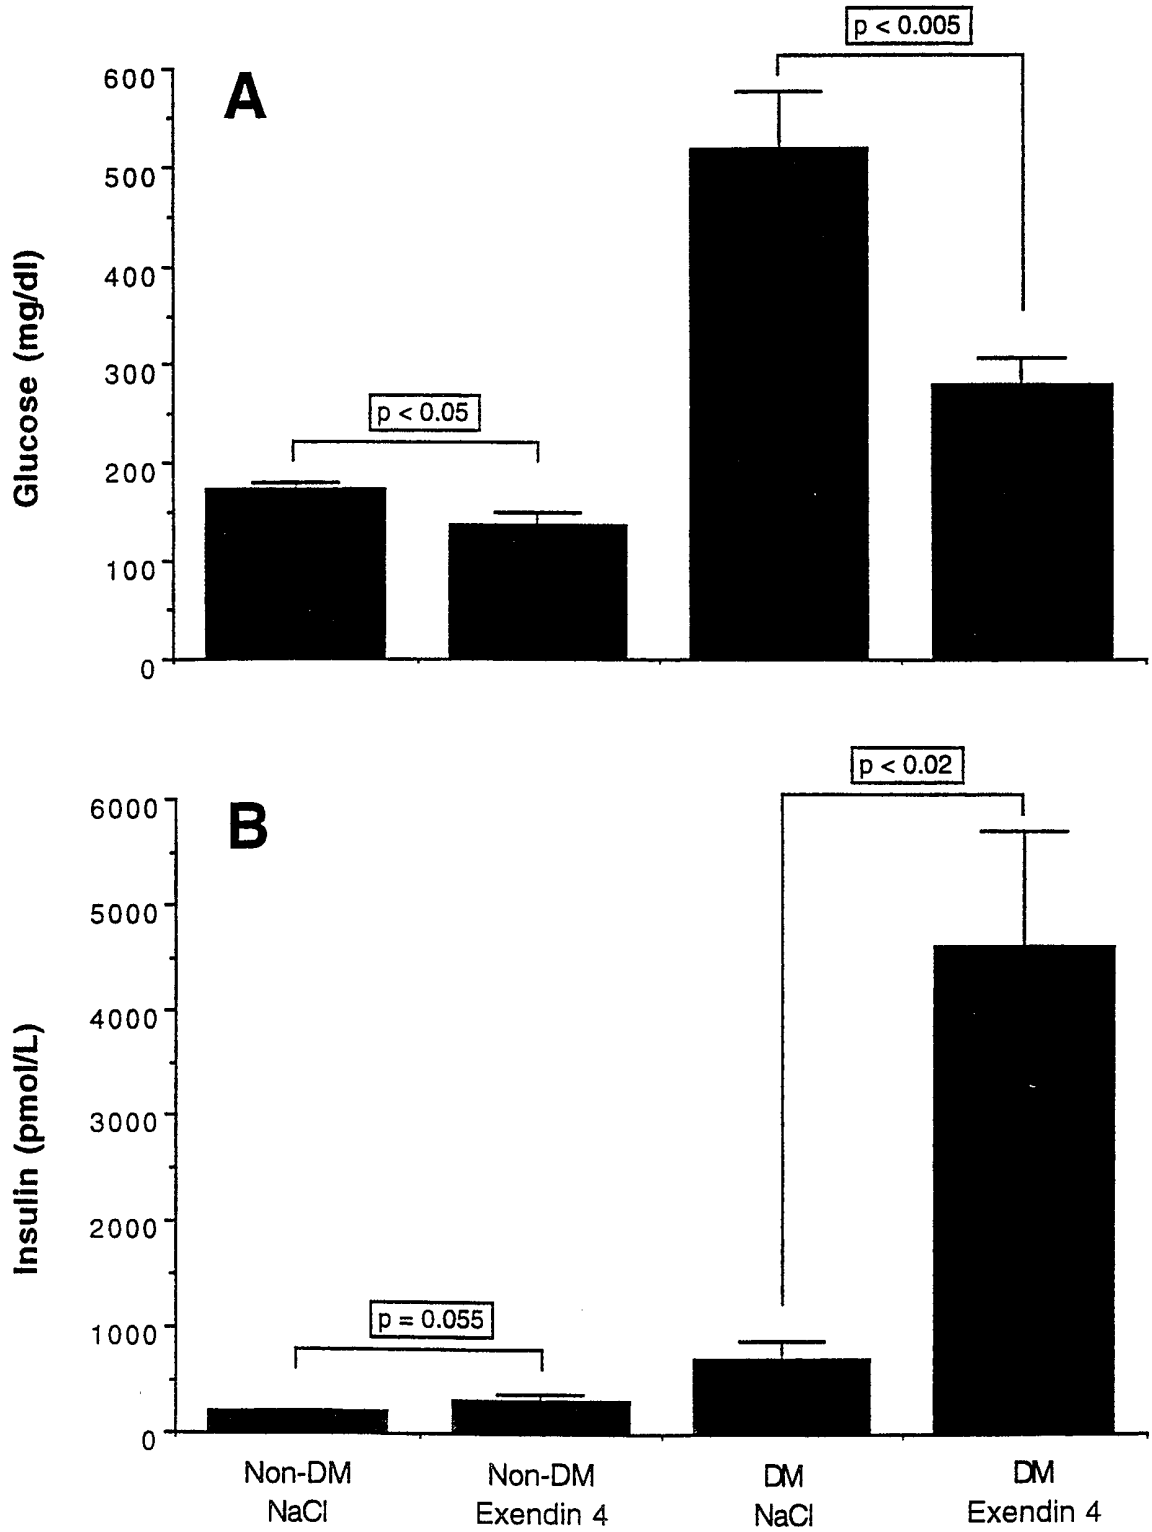 p < 0.005
A
600
500
400
300
200
100
0
Glucose (mg/dl)
p < 0.05
p < 0.02
B
6000
5000
4000
3000
2000
1000
0
Insulin (pmol/L)
p = 0.055
Non-DM
NaCl
Non-DM
Exendin 4
DM
NaCl
DM
Exendin 4